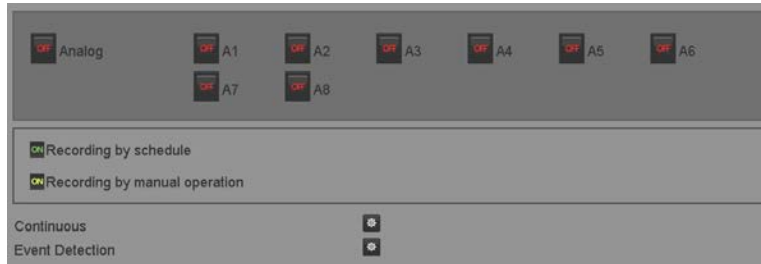 OFF Analog OFF A1 OFF A2 OFF A3 OFF A4 OFF A5 OFF A6
OFF A7 OFF A8
ON Recording by schedule
ON Recording by manual operation
Continuous
Event Detection